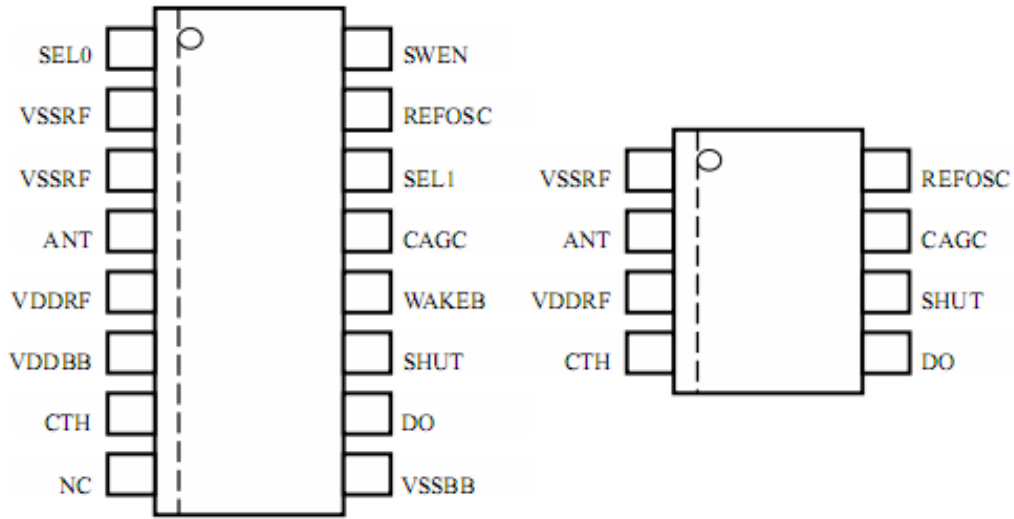 SEL0
VSSRF
VSSRF
ANT
VDDRF
VDDBB
CTH
NC
SWEN
REFOSC
SEL1
CAGC
WAKEB
SHUT
DO
VSSBB
VSSRF
ANT
VDDRF
CTH
REFOSC
CAGC
SHUT
DO